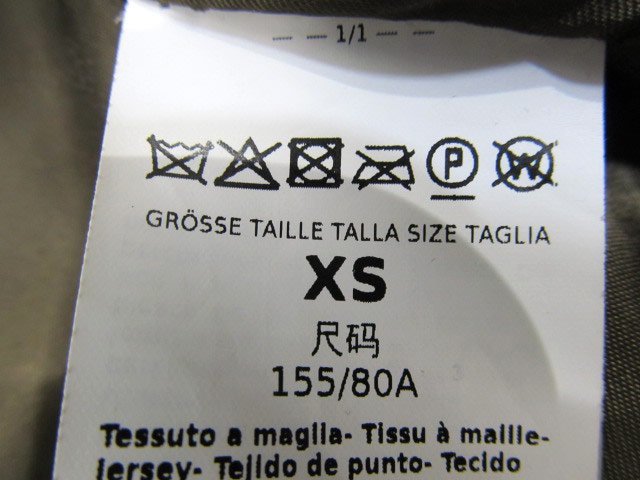 — — 1/1 — —
P W
GRÖSSE TAILLE TALLA SIZE TAGLIA
XS
尺码
155/80A
Tessuto a maglia- Tissu à maille-
jersey- Tejido de punto- Tecido